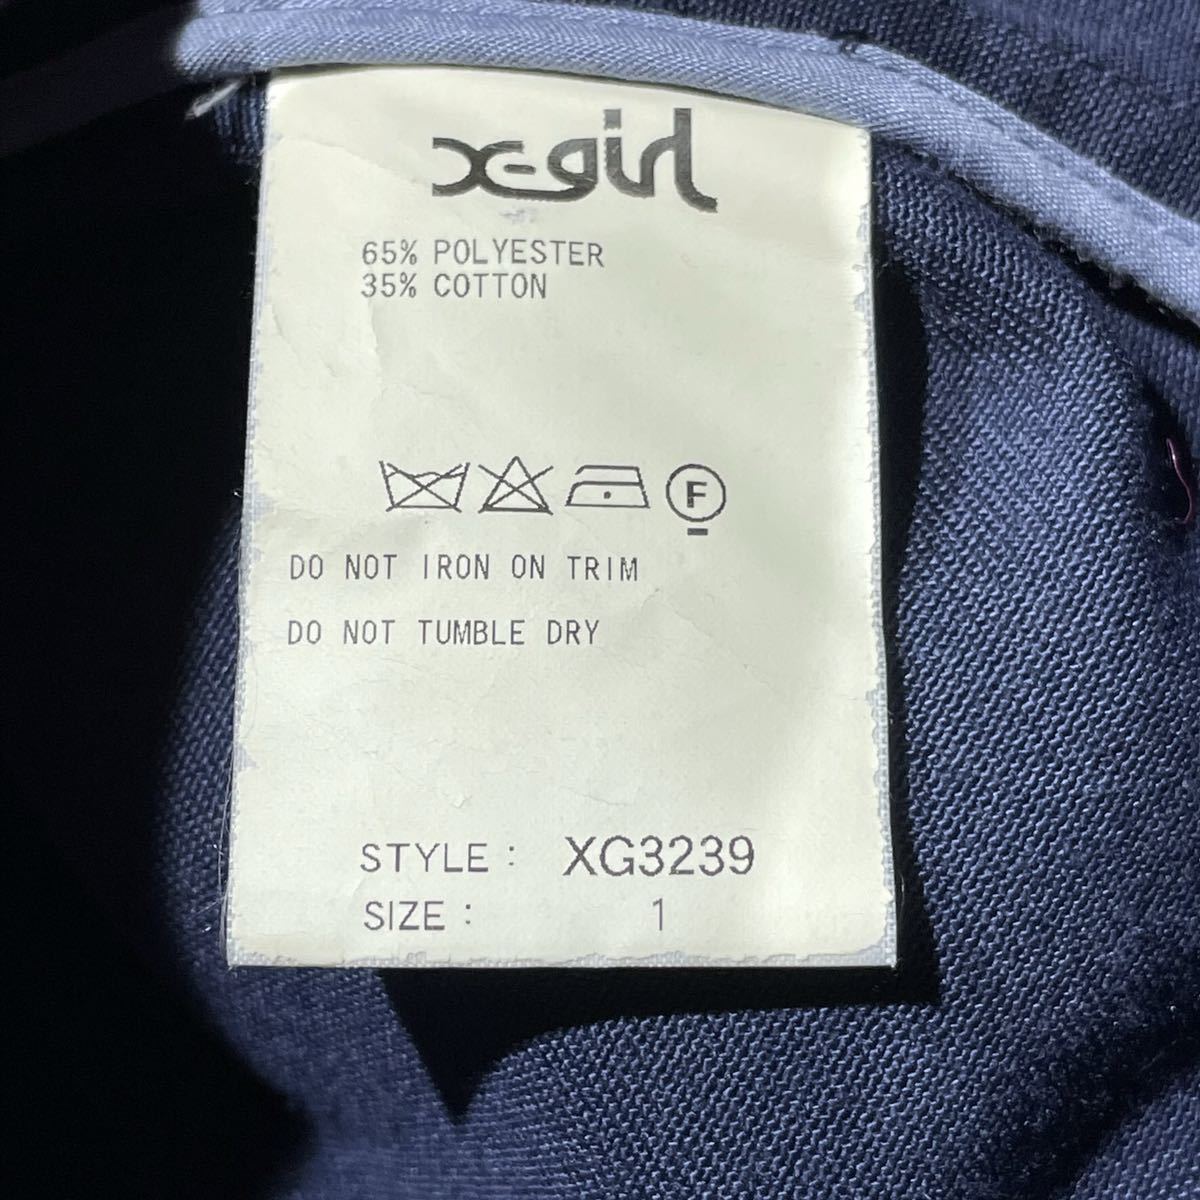 x-girl
65% POLYESTER
35% COTTON
F
DO NOT IRON ON TRIM
DO NOT TUMBLE DRY
STYLE: XG3239
SIZE: 1